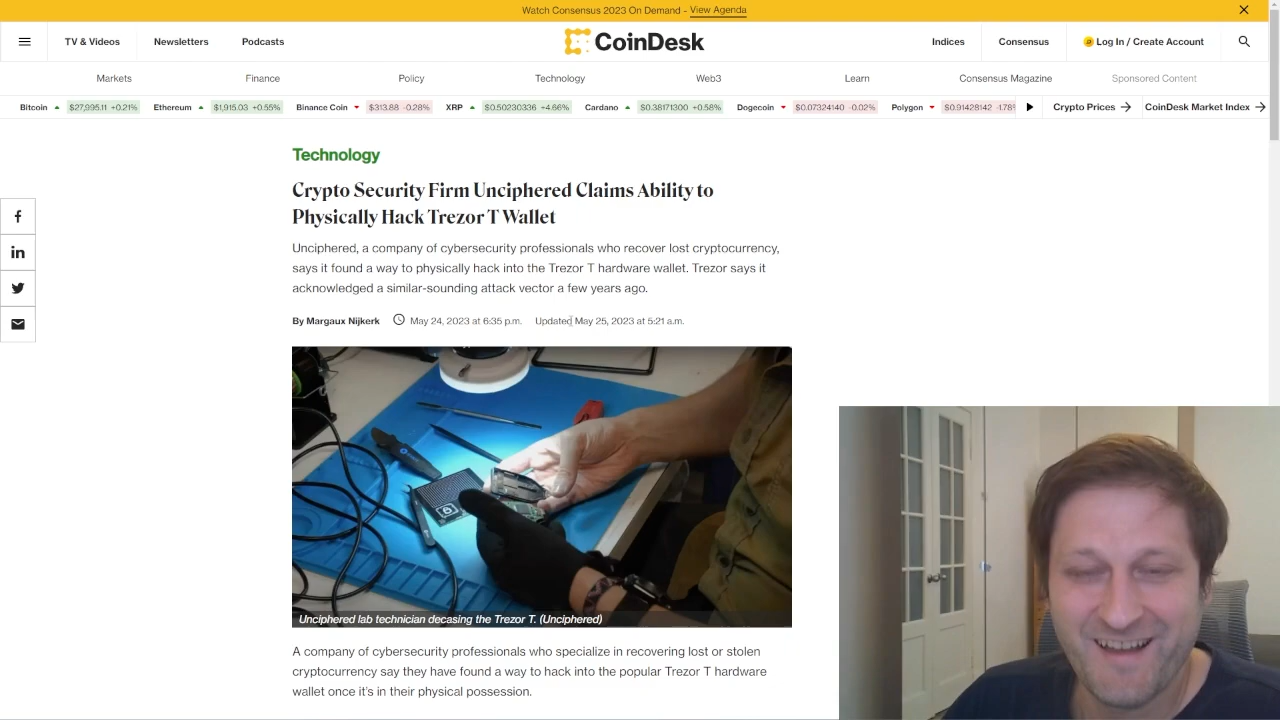 Watch Consensus 2023 On Demand - View Agenda
TV & Videos
Newsletters
Podcasts
CoinDesk
Indices
Consensus
Log In / Create Account
Markets
Finance
Policy
Technology
Web3
Learn
Consensus Magazine
Sponsored Content
Bitcoin $27,995.11 +0.21%
Ethereum $1,915.03 +0.55%
Binance Coin $313.88 -0.28%
XRP $0.50230336 +4.66%
Cardano $0.38171300 +0.58%
Dogecoin $0.07324140 -0.02%
Polygon $0.91428142 -1.78%
Crypto Prices
CoinDesk Market Index
Technology
Crypto Security Firm Unciphered Claims Ability to
Physically Hack Trezor T Wallet
Unciphered, a company of cybersecurity professionals who recover lost cryptocurrency,
says it found a way to physically hack into the Trezor T hardware wallet. Trezor says it
acknowledged a similar-sounding attack vector a few years ago.
By Margaux Nijkerk
May 24, 2023 at 6:35 p.m.
Updated May 25, 2023 at 5:21 a.m.
Unciphered lab technician decasing the Trezor T. (Unciphered)
A company of cybersecurity professionals who specialize in recovering lost or stolen
cryptocurrency say they have found a way to hack into the popular Trezor T hardware
wallet once it's in their physical possession.